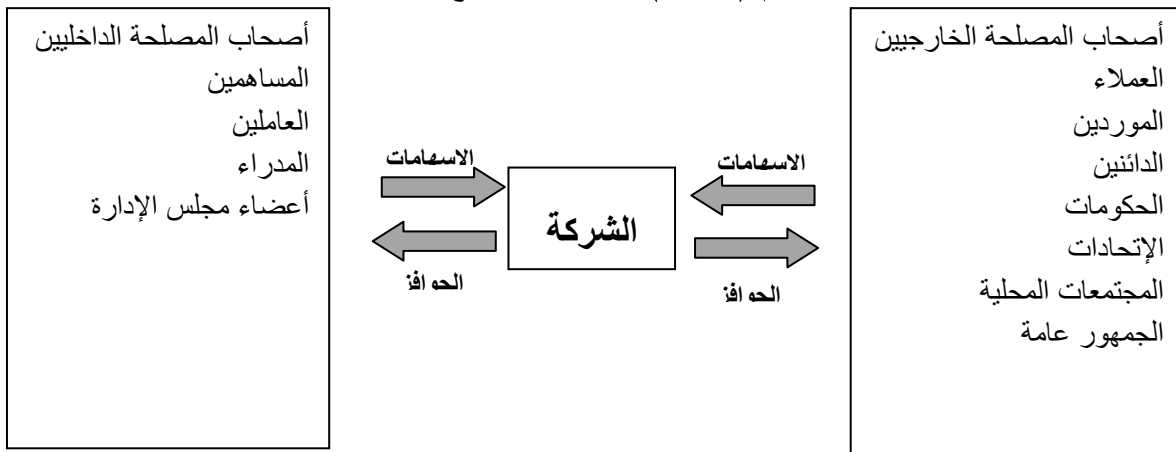 أصحاب المصلحة الخارجيين
العملاء
الموردين
الدائنين
الحكومات
الإتحادات
المجتمعات المحلية
الجمهور عامة
الاسهامات
الحوافز
الشركة
الاسهامات
الحوافز
أصحاب المصلحة الداخليين
المساهمين
العاملين
المدراء
أعضاء مجلس الإدارة